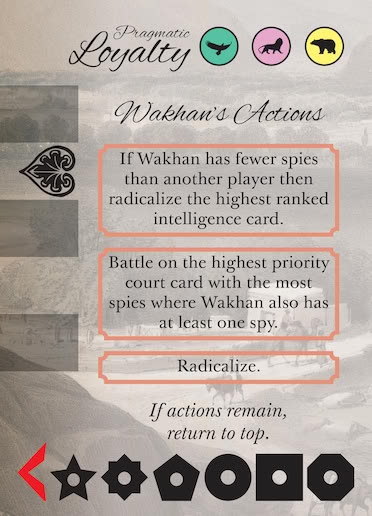 Pragmatic
Loyalty
Wakhan's Actions
If Wakhan has fewer spies
than another player then
radicalize the highest ranked
intelligence card.
Battle on the highest priority
court card with the most
spies where Wakhan also has
at least one spy.
Radicalize.
If actions remain,
return to top.